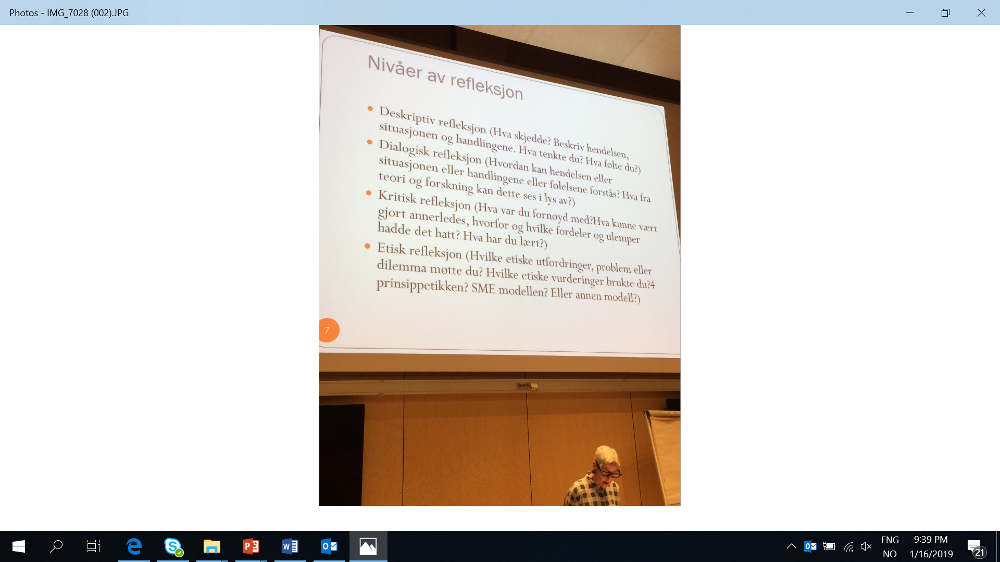 Photos - IMG_7028 (002).JPG
Nivåer av refleksjon
• Deskriptiv refleksjon (Hva skjedde? Beskriv hendelsen,
situasjonen og handlingene. Hva tenkte du? Hva følte du?)
• Dialogisk refleksjon (Hvordan kan hendelsen eller
situasjonen eller handlingene eller følelsene forstås? Hva fra
teori og forskning kan dette ses i lys av?)
• Kritisk refleksjon (Hva var du fornøyd med?Hva kunne vært
gjort annerledes, hvorfor og hvilke fordeler og ulemper
hadde det hatt? Hva har du lært?)
• Etisk refleksjon (Hvilke etiske utfordringer, problem eller
dilemma møtte du? Hvilke etiske vurderinger brukte du?4
prinsippetikken? SME modellen? Eller annen modell?)
7
ENG
NO
9:39 PM
1/16/2019
21